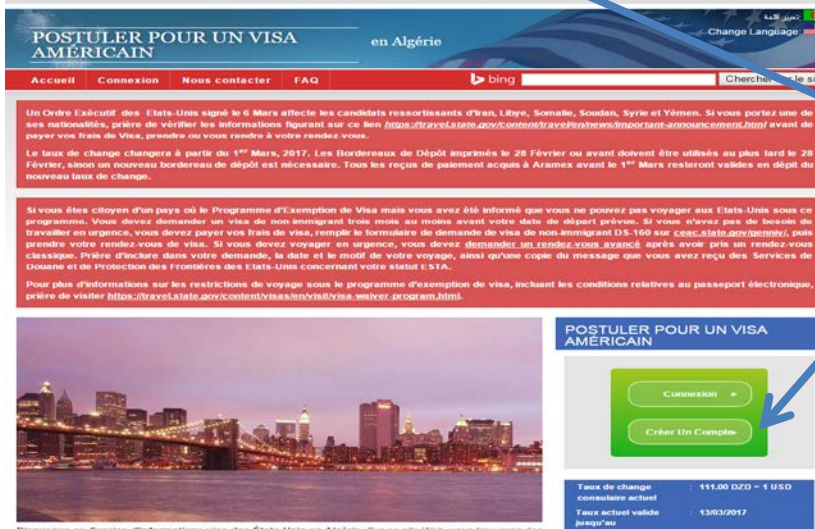 تغيير اللغة:
Change Language:
POSTULER POUR UN VISA
AMÉRICAIN
en Algérie
Accueil Connexion Nous contacter FAQ
bing
Un Ordre Exécutif des Etats-Unis signé le 6 Mars affecte les candidats ressortissants d'Iran, Libye, Somalie, Soudan, Syrie et Yémen. Si vous portez une de
ses nationalités, prière de vérifier les informations figurant sur ce lien https://travel.state.gov/content/travel/en/news/important-announcement.html avant de
payer vos frais de Visa, prendre ou vous rendre à votre rendez-vous.
Le taux de change changera à partir du 1er Mars, 2017. Les Bordereaux de Dépôt imprimés le 28 Février ou avant doivent être utilisés au plus tard le 28
Février, sinon un nouveau bordereau de dépôt est nécessaire. Tous les reçus de paiement acquis à Aramex avant le 1er Mars resteront valides en dépit du
nouveau taux de change.
Si vous êtes citoyen d'un pays où le Programme d'Exemption de Visa mais vous avez été informé que vous ne pouvez pas voyager aux Etats-Unis sous ce
programme. Vous devez demander un visa de non-immigrant trois mois au moins avant votre date de départ prévue. Si vous n'avez pas de besoin de
travailler en urgence, vous devez payer vos frais de visa, remplir le formulaire de demande de visa de non-immigrant DS-160 sur ceac.state.gov/genniv/, puis
prendre votre rendez-vous de visa. Si vous devez voyager en urgence, vous devez demander un rendez-vous avancé après avoir pris un rendez-vous
classique. Prière d'inclure dans votre demande, la date et le motif de votre voyage, ainsi qu'une copie du message que vous avez reçu des Services de
Douane et de Protection des Frontières des Etats-Unis concernant votre statut ESTA.
Pour plus d'informations sur les restrictions de voyage sous le programme d'exemption de visa, incluant les conditions relatives au passeport électronique,
prière de visiter https://travel.state.gov/content/visas/en/visit/visa-waiver-program.html.
POSTULER POUR UN VISA
AMÉRICAIN
Connexion
Créer Un Compte
Taux de change : 111.00 DZD = 1 USD
consulaire actuel
Taux actuel valide : 13/03/2017
jusqu'au